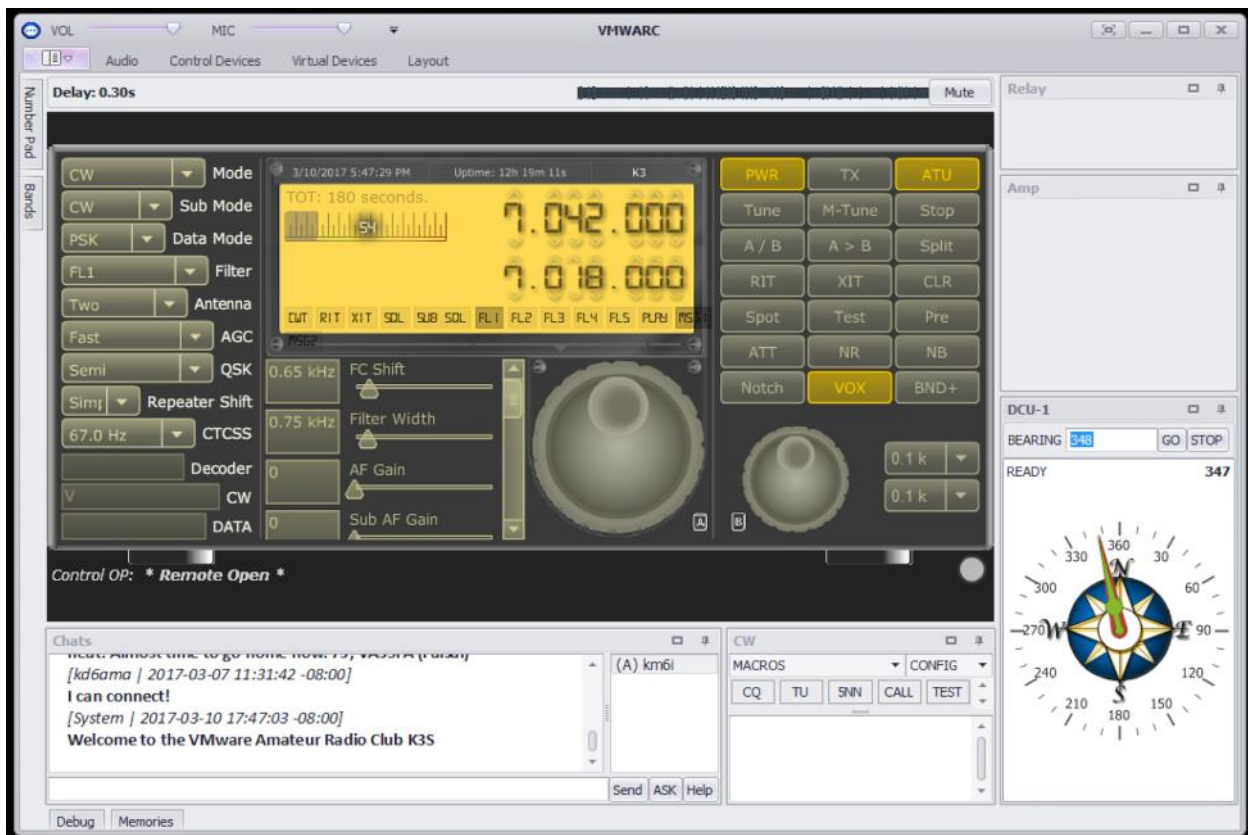 VOL MIC VMWARC
Audio Control Devices Virtual Devices Layout
Number Pad
Bands
Delay: 0.30s Mute
CW Mode
CW Sub Mode
PSK Data Mode
FL1 Filter
Two Antenna
Fast AGC
Semi QSK
Repeater Shift
67.0 Hz CTCSS
Decoder
V CW
DATA
3/10/2017 5:47:29 PM Uptime: 12h 19m 11s K3
TOT: 180 seconds.
S4
7.042.000
7.018.000
CWT RIT XIT SOL SUB SOL FL1 FL2 FL3 FL4 FL5 PLAY
MSG2
0.65 kHz FC Shift
0.75 kHz Filter Width
0 AF Gain
0 Sub AF Gain
A
PWR TX ATU
Tune M-Tune Stop
A / B A > B Split
RIT XIT CLR
Spot Test Pre
ATT NR NB
Notch VOX BND+
0.1 k
0.1 k
B
Control OP: * Remote Open *
Chats
[kd6ama | 2017-03-07 11:31:42 -08:00]
I can connect!
[System | 2017-03-10 17:47:03 -08:00]
Welcome to the VMware Amateur Radio Club K3S
(A) km6i
Send ASK Help
CW
MACROS CONFIG
CQ TU 5NN CALL TEST
Relay
Amp
DCU-1
BEARING 348 GO STOP
READY 347
360
30
60
90
120
150
180
210
240
270
300
330
N
E
S
W
Debug Memories